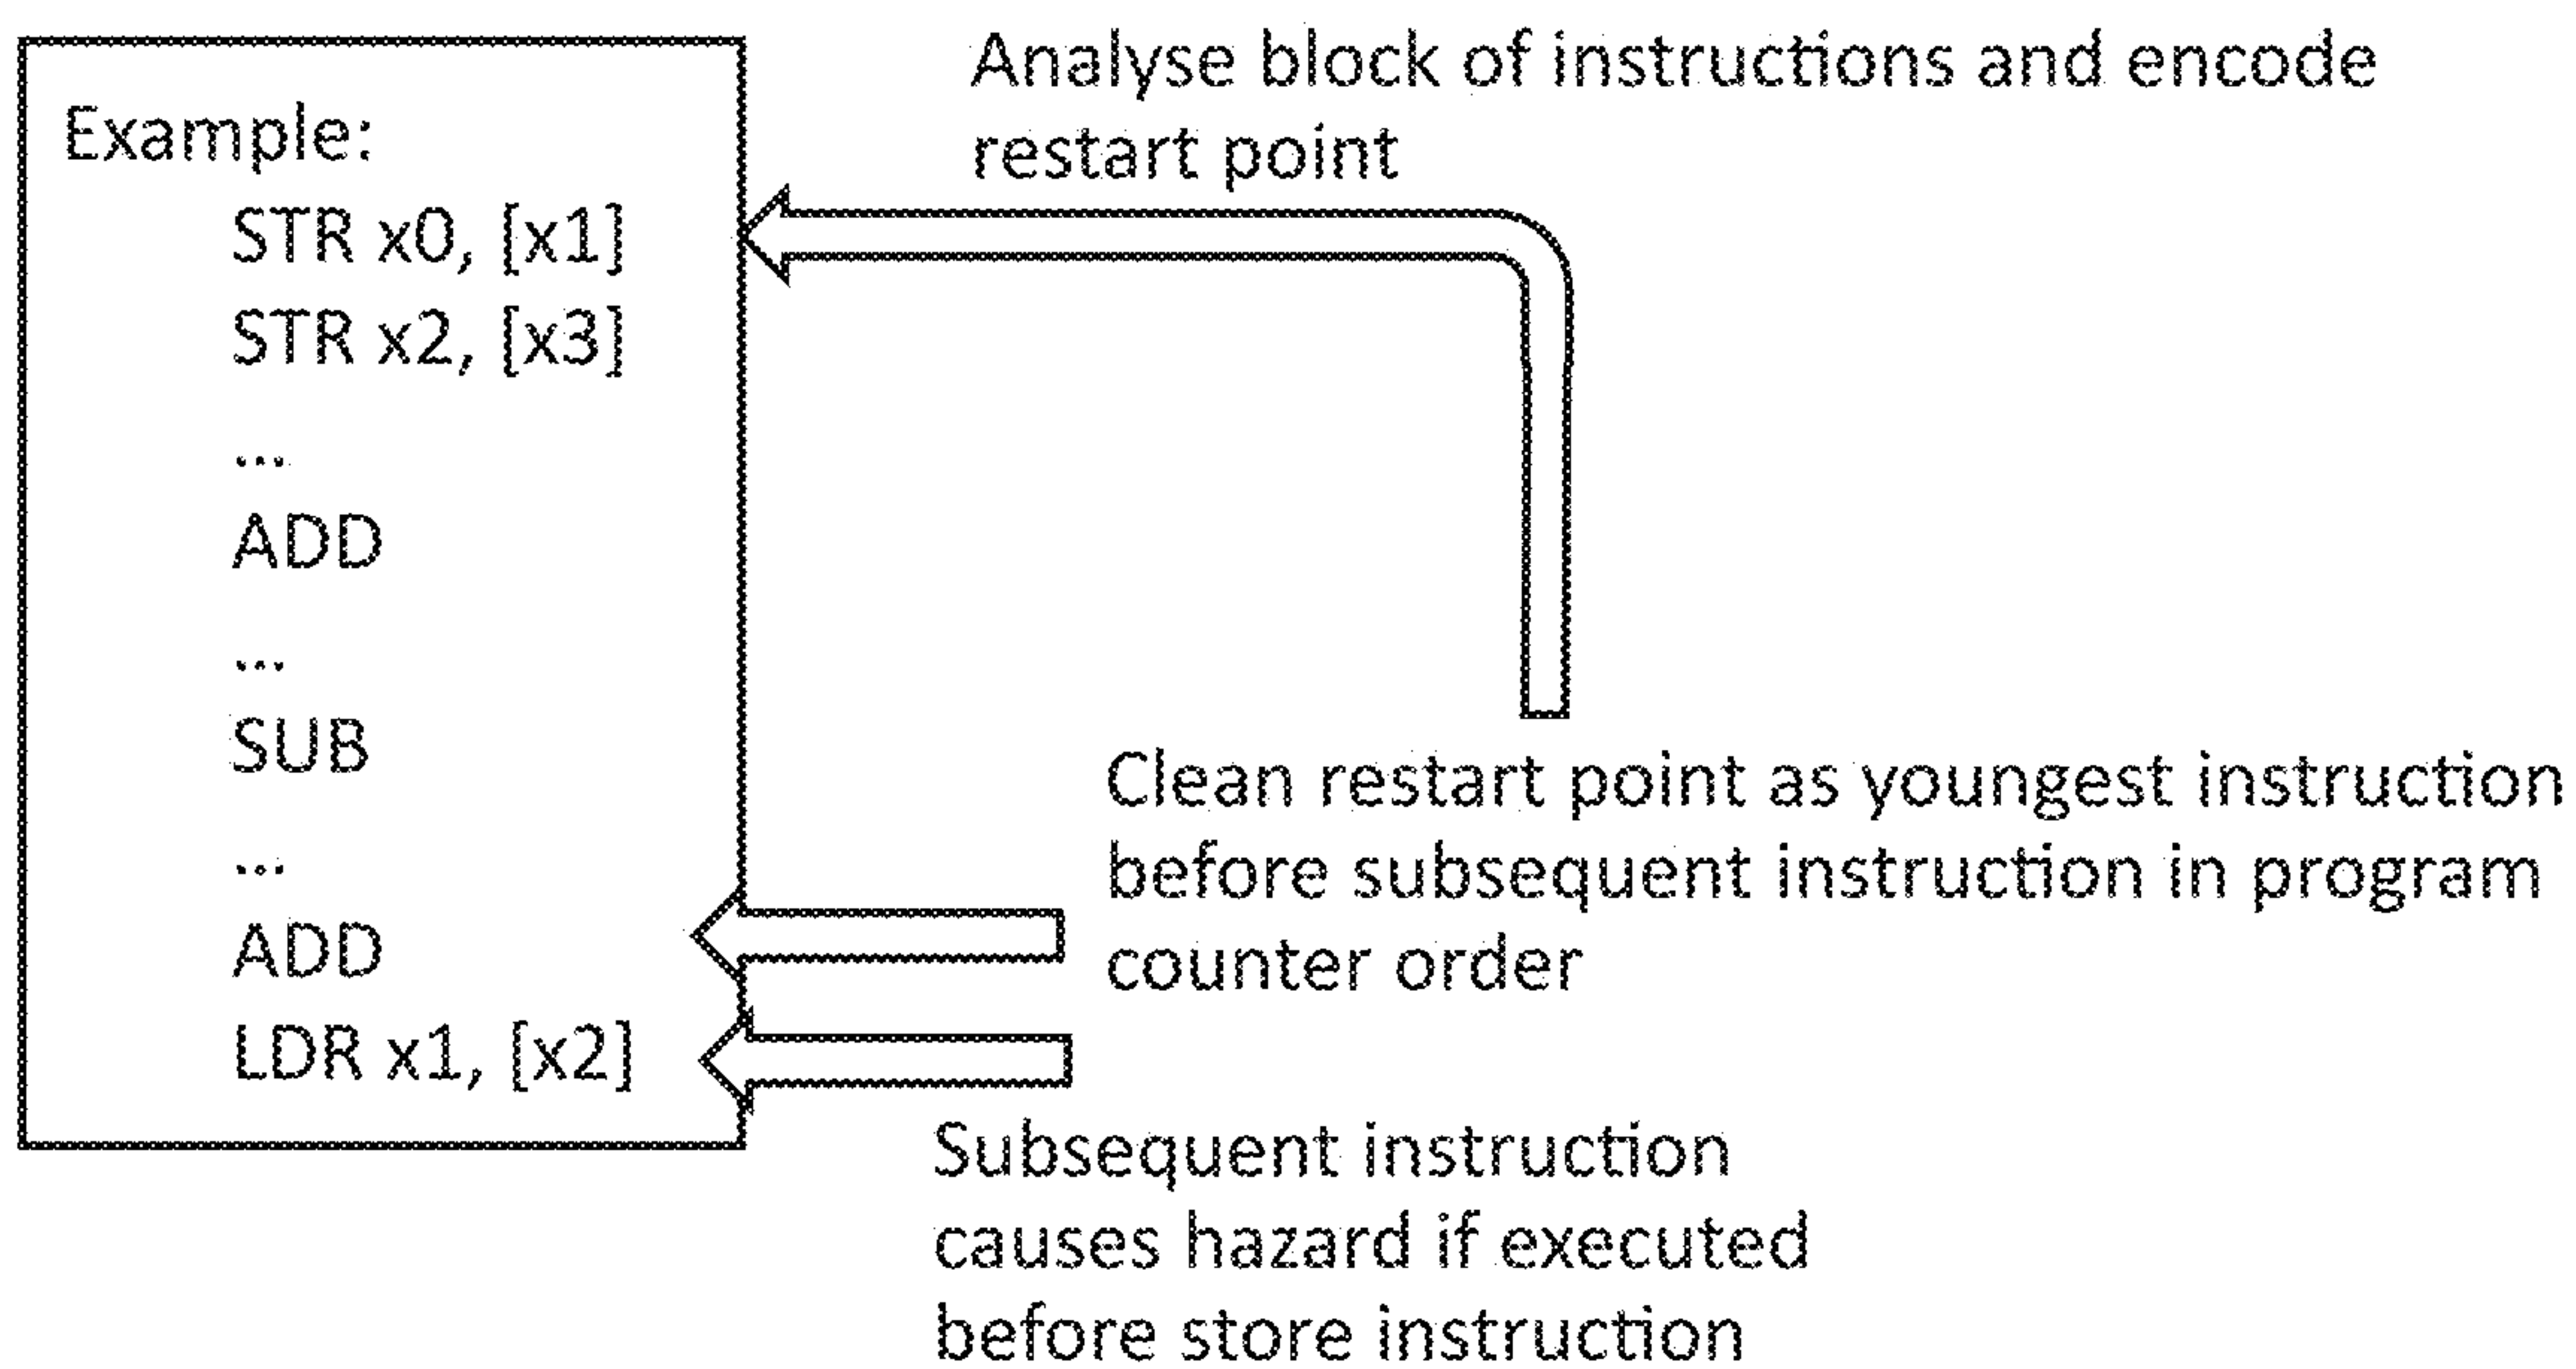 Example:
STR x0, [x1]
STR x2, [x3]
...
ADD
...
SUB
...
ADD
LDR x1, [x2]
Analyse block of instructions and encode
restart point
Clean restart point as youngest instruction
before subsequent instruction in program
counter order
Subsequent instruction
causes hazard if executed
before store instruction